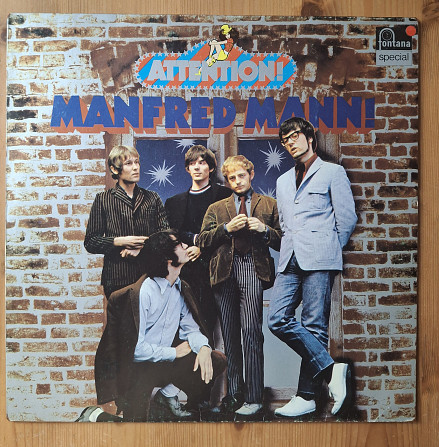 fontana
special
ATTENTION!
MANFRED MANN!